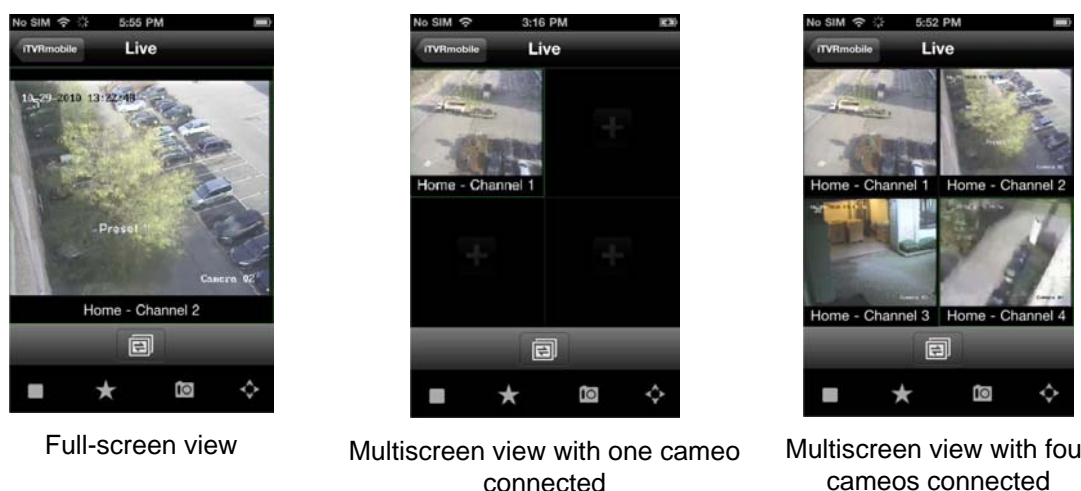 No SIM 5:55 PM
iTVRmobile Live
10-29-2010 13:22:48
Preset 1
Camera 02
Home - Channel 2
Full-screen view
No SIM 3:16 PM
iTVRmobile Live
Home - Channel 1
Multiscreen view with one cameo
connected
No SIM 5:52 PM
iTVRmobile Live
Home - Channel 1 Home - Channel 2
Home - Channel 3 Home - Channel 4
Multiscreen view with fou
cameos connected